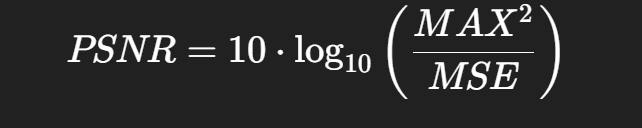 PSNR = 10 · log₁₀ (MAX² / MSE)